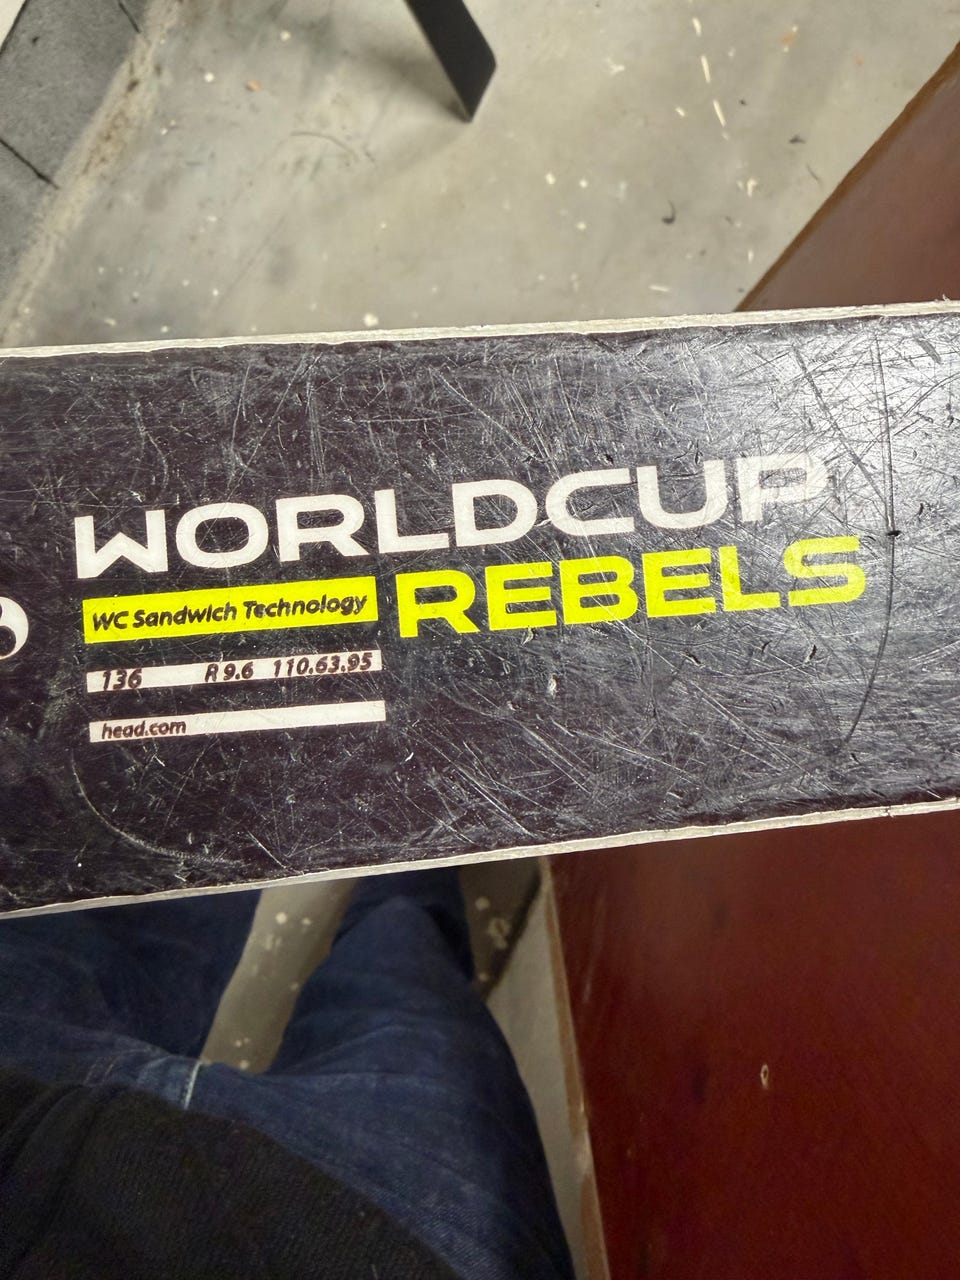 WORLDCUP
WC Sandwich Technology REBELS
136 R 9.6 110.63.95
head.com